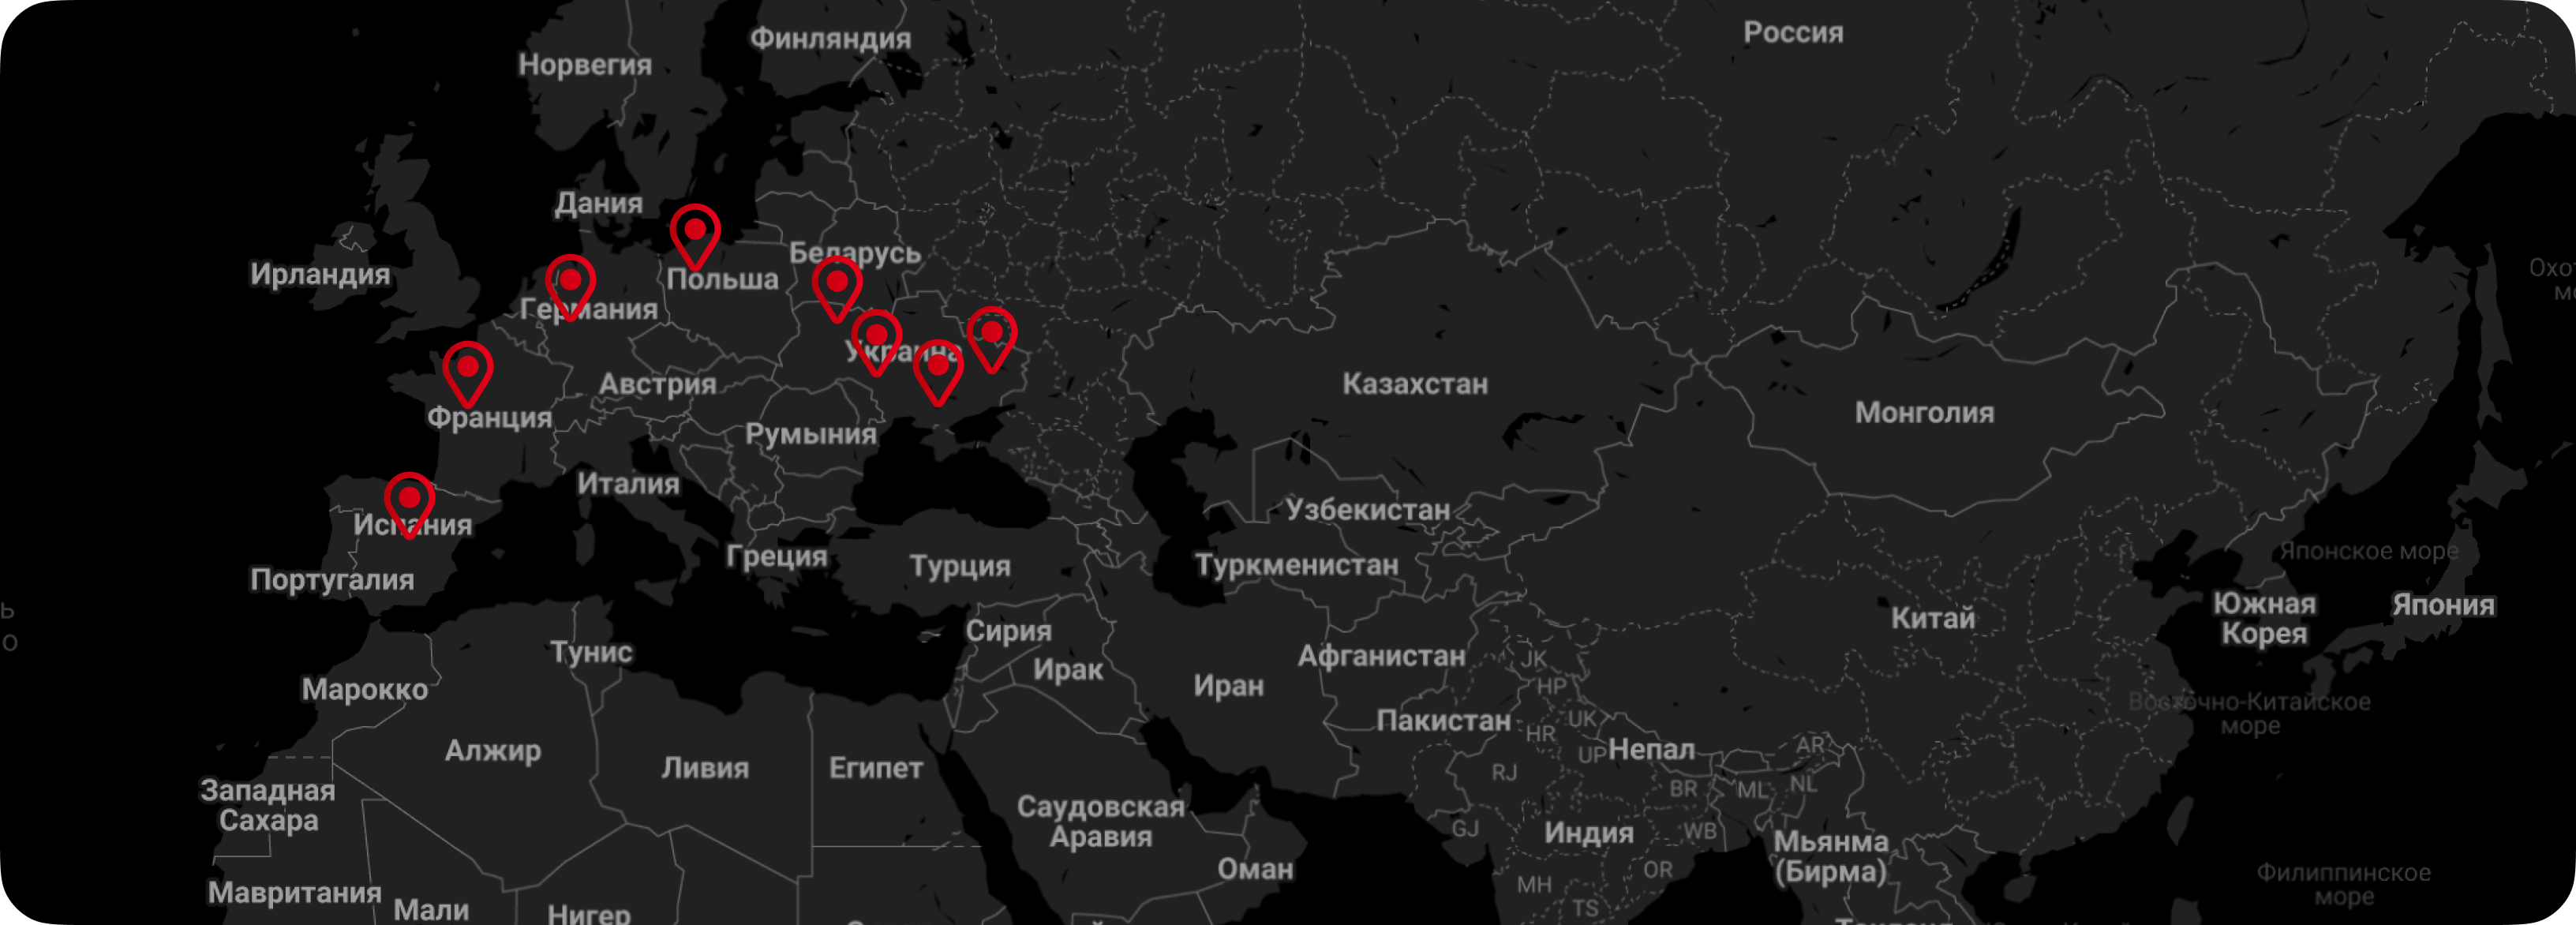 Россия
Финляндия
Норвегия
Дания
Беларусь
Ирландия
Польша
Германия
Украина
Австрия
Казахстан
Франция
Монголия
Румыния
Италия
Узбекистан
Испания
Греция
Турция
Туркменистан
Японское море
Португалия
Китай
Южная
Корея
Япония
Сирия
Тунис
Афганистан
JK
Ирак
Иран
HP
Марокко
Восточно-Китайское
море
Пакистан
UK
HR
UP
Непал
AR
Алжир
Ливия
Египет
RJ
BR
ML
NL
Западная
Сахара
Саудовская
Аравия
GJ
Индия
WB
Мьянма
(Бирма)
Оман
OR
Филиппинское
море
MH
Мавритания
Мали
Нигер
TS